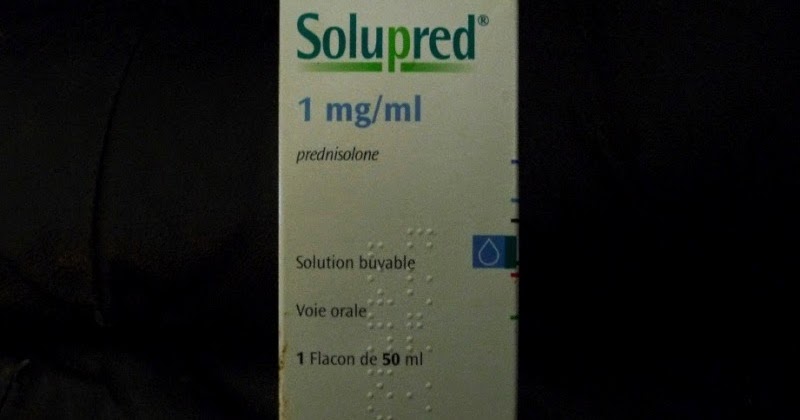 Solupred®
1 mg/ml
prednisolone
Solution buvable
Voie orale
1 Flacon de 50 ml